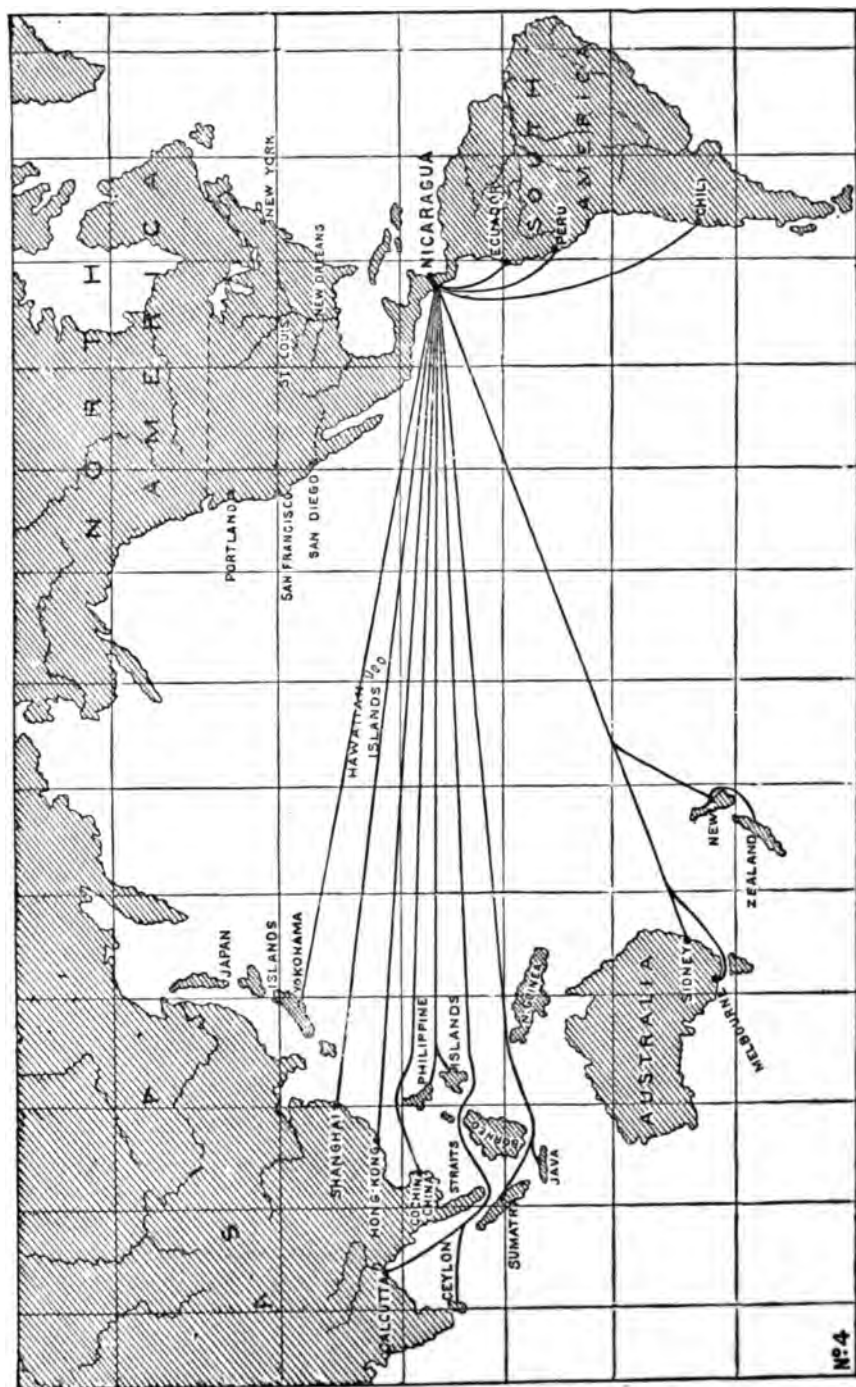 NORTH
AMERICA
NEW YORK
NEW ORLEANS
ST LOUIS
PORTLAND
SAN FRANCISCO
SAN DIEGO
NICARAGUA
SOUTH
AMERICA
ECUADOR
PERU
CHILI
HAWAIIAN
ISLANDS
ASIA
JAPAN
ISLANDS
YOKOHAMA
SHANGHAI
HONG-KONG
COCHIN
CHINA
PHILIPPINE
ISLANDS
STRAITS
BORNEO
CALCUTTA
CEYLON
SUMATRA
JAVA
N. GUINEA
AUSTRALIA
SIDNEY
MELBOURNE
NEW
ZEALAND
Nº4